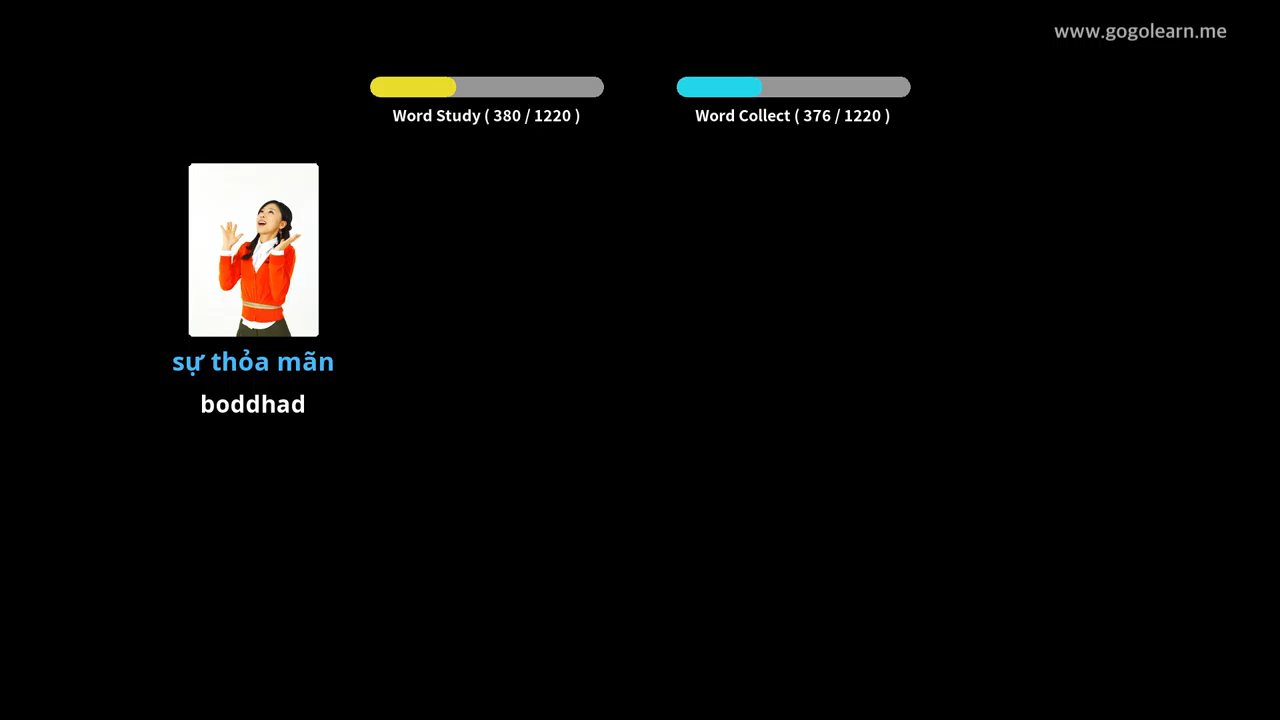 www.gogolearn.me
Word Study ( 380 / 1220 )
Word Collect ( 376 / 1220 )
sự thỏa mãn
boddhad